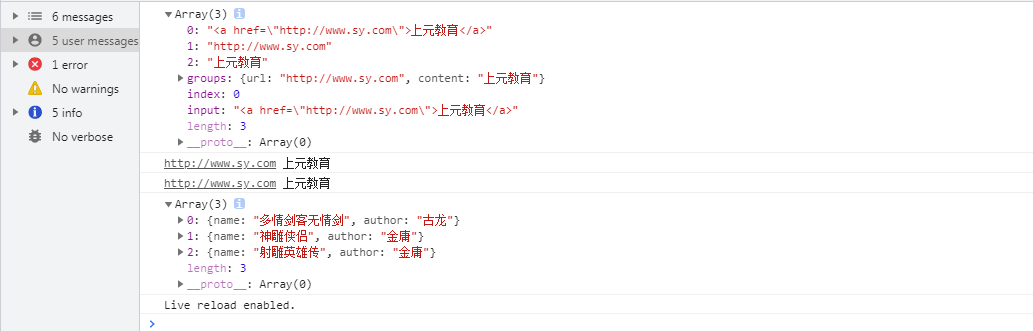 6 messages
5 user messages
1 error
No warnings
5 info
No verbose
Array(3)
0: "<a href=\"http://www.sy.com\">上元教育</a>"
1: "http://www.sy.com"
2: "上元教育"
groups: {url: "http://www.sy.com", content: "上元教育"}
index: 0
input: "<a href=\"http://www.sy.com\">上元教育</a>"
length: 3
__proto__: Array(0)
http://www.sy.com 上元教育
http://www.sy.com 上元教育
Array(3)
0: {name: "多情剑客无情剑", author: "古龙"}
1: {name: "神雕侠侣", author: "金庸"}
2: {name: "射雕英雄传", author: "金庸"}
length: 3
__proto__: Array(0)
Live reload enabled.